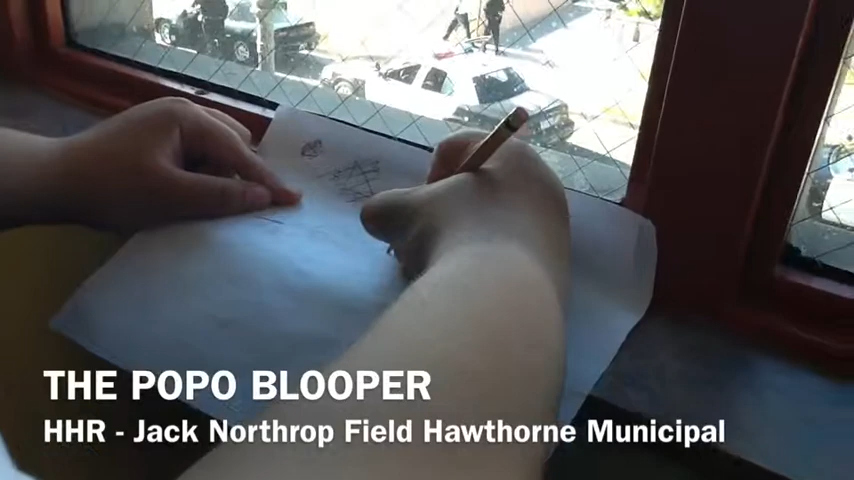 THE POPO BLOOPER
HHR - Jack Northrop Field Hawthorne Municipal